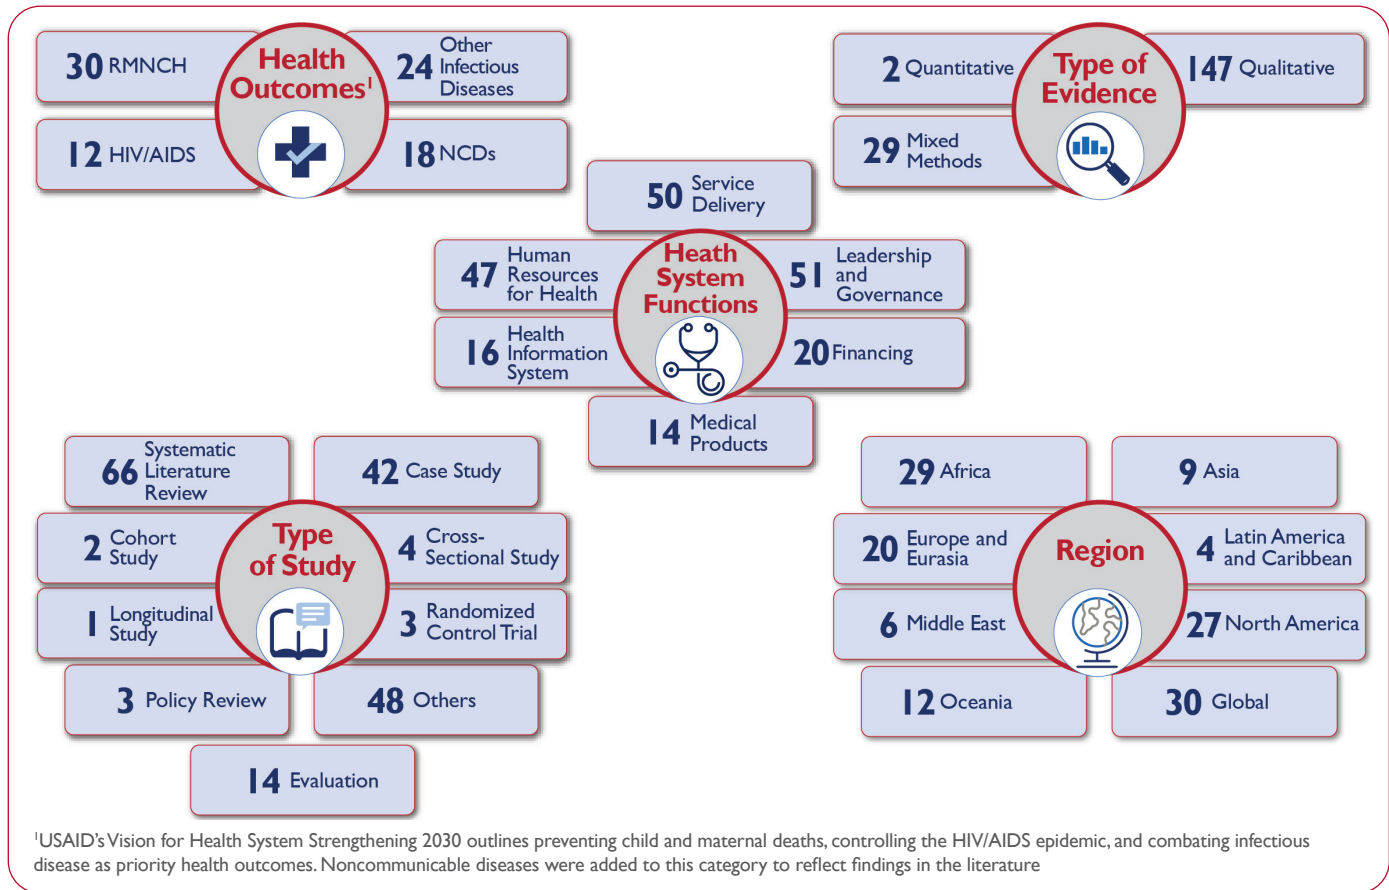 Health
Outcomes¹
30 RMNCH
24 Other
Infectious
Diseases
12 HIV/AIDS
18 NCDs
Type of
Evidence
2 Quantitative
147 Qualitative
29 Mixed
Methods
Heath
System
Functions
50 Service
Delivery
47 Human
Resources
for Health
51 Leadership
and
Governance
16 Health
Information
System
20 Financing
14 Medical
Products
Type
of Study
66 Systematic
Literature
Review
42 Case Study
2 Cohort
Study
4 Cross-
Sectional Study
1 Longitudinal
Study
3 Randomized
Control Trial
3 Policy Review
48 Others
14 Evaluation
Region
29 Africa
9 Asia
20 Europe and
Eurasia
4 Latin America
and Caribbean
6 Middle East
27 North America
12 Oceania
30 Global
¹USAID's Vision for Health System Strengthening 2030 outlines preventing child and maternal deaths, controlling the HIV/AIDS epidemic, and combating infectious
disease as priority health outcomes. Noncommunicable diseases were added to this category to reflect findings in the literature